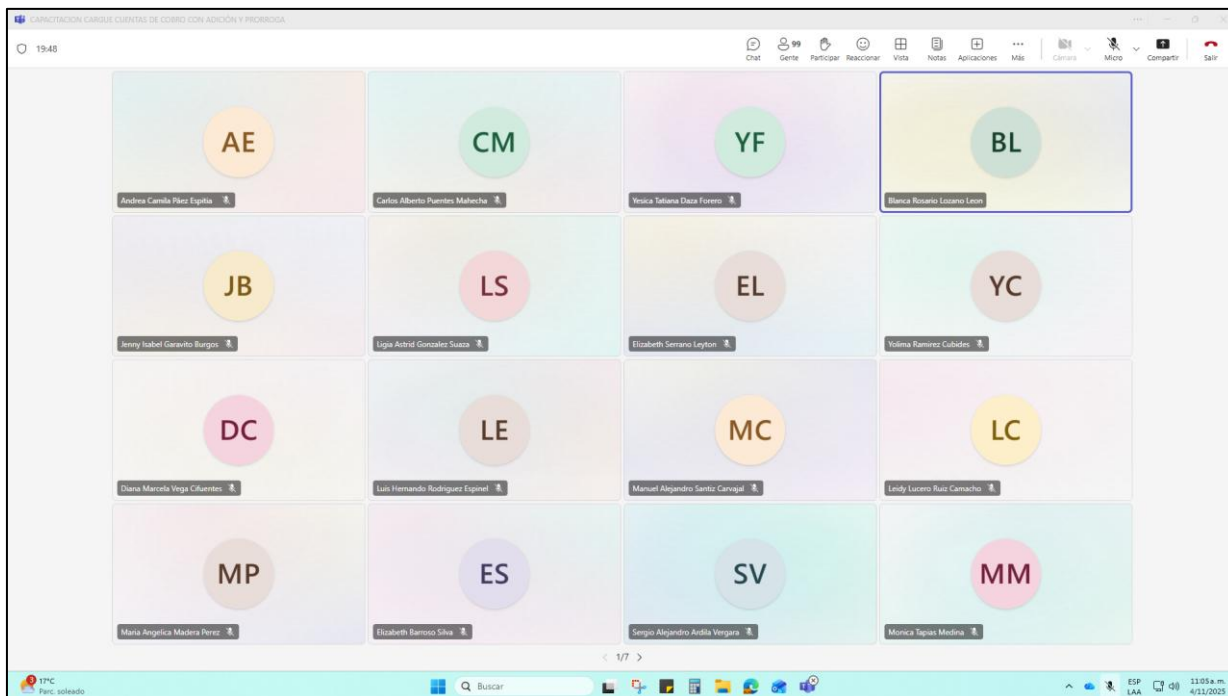 CAPACITACION CARGUE CUENTAS DE COBRO CON ADICIÓN Y PRORROGA
19:48
Chat
99
Gente
Participar
Reaccionar
Vista
Notas
Aplicaciones
Más
Cámara
Micro
Compartir
Salir
AE
CM
YF
BL
Andrea Camila Páez Espitia
Carlos Alberto Puentes Mahecha
Yesica Tatiana Daza Forero
Blanca Rosario Lozano Leon
JB
LS
EL
YC
Jenny Isabel Garavito Burgos
Ligia Astrid Gonzalez Suaza
Elizabeth Serrano Leyton
Yolima Ramirez Cubides
DC
LE
MC
LC
Diana Marcela Vega Cifuentes
Luis Hernando Rodriguez Espinel
Manuel Alejandro Santiz Carvajal
Leidy Lucero Ruiz Camacho
MP
ES
SV
MM
Maria Angelica Madera Perez
Elizabeth Barroso Silva
Sergio Alejandro Ardila Vergara
Monica Tapias Medina
1/7
3
17°C
Parc. soleado
Buscar
ESP
LAA
11:05 a.m.
4/11/2025